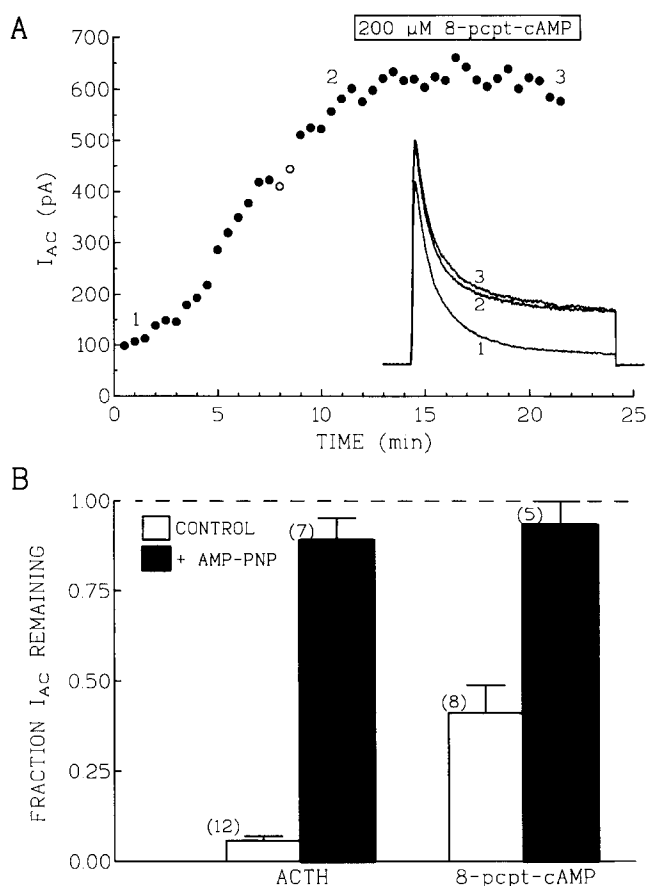 A
200 µM 8-pcpt-cAMP
700
600
500
400
300
200
100
0
I_AC (pA)
1
2
3
3
2
1
0
5
10
15
20
25
TIME (min)
B
1.00
0.75
0.50
0.25
0.00
FRACTION I_AC REMAINING
CONTROL
+ AMP-PNP
(12)
(7)
(8)
(5)
ACTH
8-pcpt-cAMP